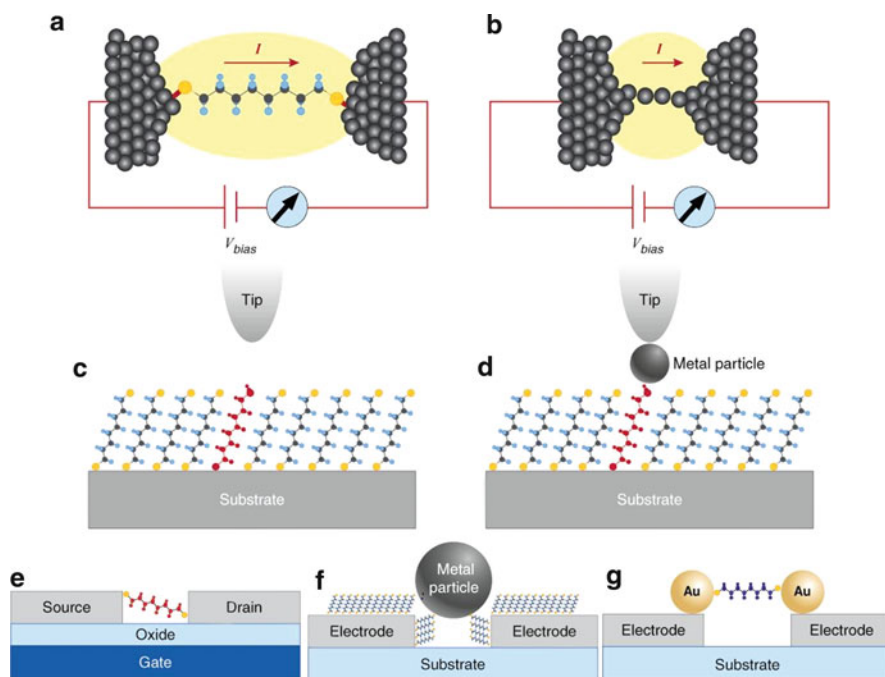 a
b
I
I
V bias
V bias
Tip
Tip
c
d
Metal particle
Substrate
Substrate
e
f
g
Metal
particle
Au
Au
Source
Drain
Electrode
Electrode
Electrode
Electrode
Oxide
Gate
Substrate
Substrate